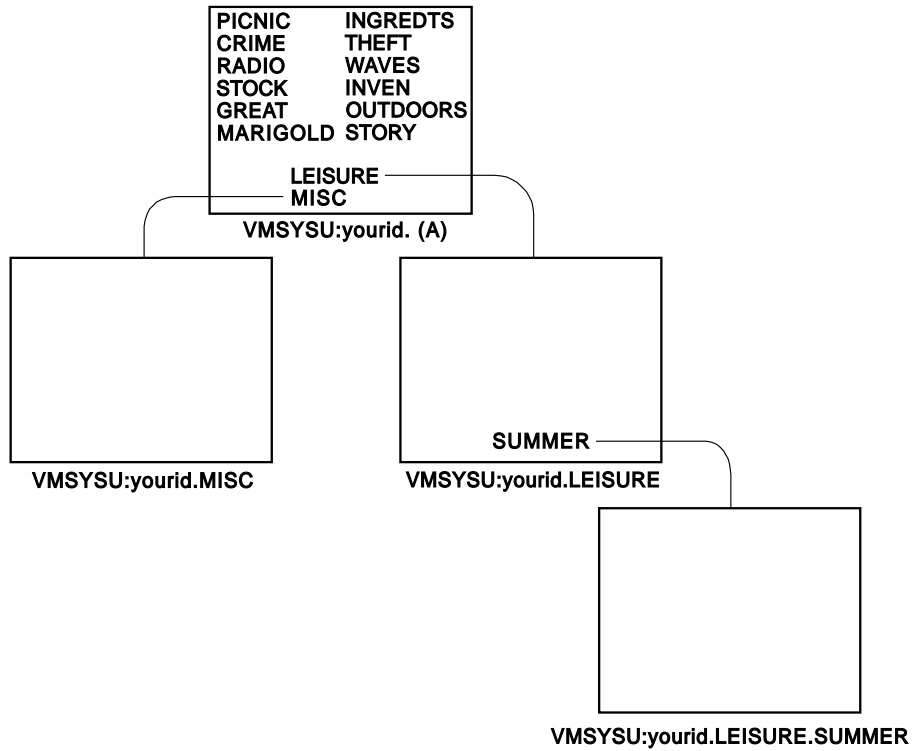 PICNIC INGREDTS
CRIME THEFT
RADIO WAVES
STOCK INVEN
GREAT OUTDOORS
MARIGOLD STORY
LEISURE
MISC
VMSYSU:yourid. (A)
SUMMER
VMSYSU:yourid.MISC
VMSYSU:yourid.LEISURE
VMSYSU:yourid.LEISURE.SUMMER